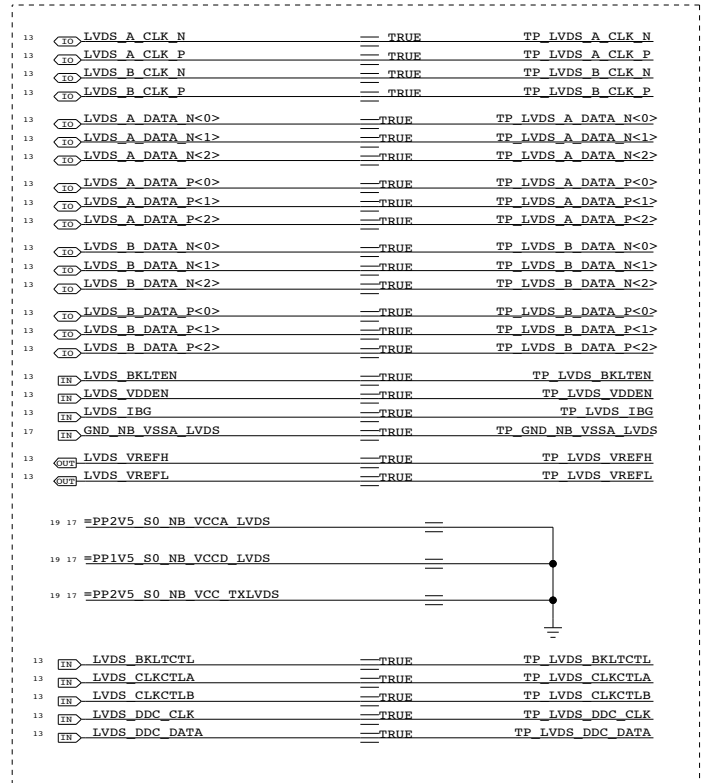 13 IO LVDS_A_CLK_N TRUE TP_LVDS_A_CLK_N
13 IO LVDS_A_CLK_P TRUE TP_LVDS_A_CLK_P
13 IO LVDS_B_CLK_N TRUE TP_LVDS_B_CLK_N
13 IO LVDS_B_CLK_P TRUE TP_LVDS_B_CLK_P
13 IO LVDS_A_DATA_N<0> TRUE TP_LVDS_A_DATA_N<0>
13 IO LVDS_A_DATA_N<1> TRUE TP_LVDS_A_DATA_N<1>
13 IO LVDS_A_DATA_N<2> TRUE TP_LVDS_A_DATA_N<2>
13 IO LVDS_A_DATA_P<0> TRUE TP_LVDS_A_DATA_P<0>
13 IO LVDS_A_DATA_P<1> TRUE TP_LVDS_A_DATA_P<1>
13 IO LVDS_A_DATA_P<2> TRUE TP_LVDS_A_DATA_P<2>
13 IO LVDS_B_DATA_N<0> TRUE TP_LVDS_B_DATA_N<0>
13 IO LVDS_B_DATA_N<1> TRUE TP_LVDS_B_DATA_N<1>
13 IO LVDS_B_DATA_N<2> TRUE TP_LVDS_B_DATA_N<2>
13 IO LVDS_B_DATA_P<0> TRUE TP_LVDS_B_DATA_P<0>
13 IO LVDS_B_DATA_P<1> TRUE TP_LVDS_B_DATA_P<1>
13 IO LVDS_B_DATA_P<2> TRUE TP_LVDS_B_DATA_P<2>
13 IN LVDS_BKLTEN TRUE TP_LVDS_BKLTEN
13 IN LVDS_VDDEN TRUE TP_LVDS_VDDEN
13 IN LVDS_IBG TRUE TP_LVDS_IBG
17 IN GND_NB_VSSA_LVDS TRUE TP_GND_NB_VSSA_LVDS
13 OUT LVDS_VREFH TRUE TP_LVDS_VREFH
13 OUT LVDS_VREFL TRUE TP_LVDS_VREFL
19 17 =PP2V5_S0_NB_VCCA_LVDS
19 17 =PP1V5_S0_NB_VCCD_LVDS
19 17 =PP2V5_S0_NB_VCC_TXLVDS
13 IN LVDS_BKLTCTL TRUE TP_LVDS_BKLTCTL
13 IN LVDS_CLKCTLA TRUE TP_LVDS_CLKCTLA
13 IN LVDS_CLKCTLB TRUE TP_LVDS_CLKCTLB
13 IN LVDS_DDC_CLK TRUE TP_LVDS_DDC_CLK
13 IN LVDS_DDC_DATA TRUE TP_LVDS_DDC_DATA